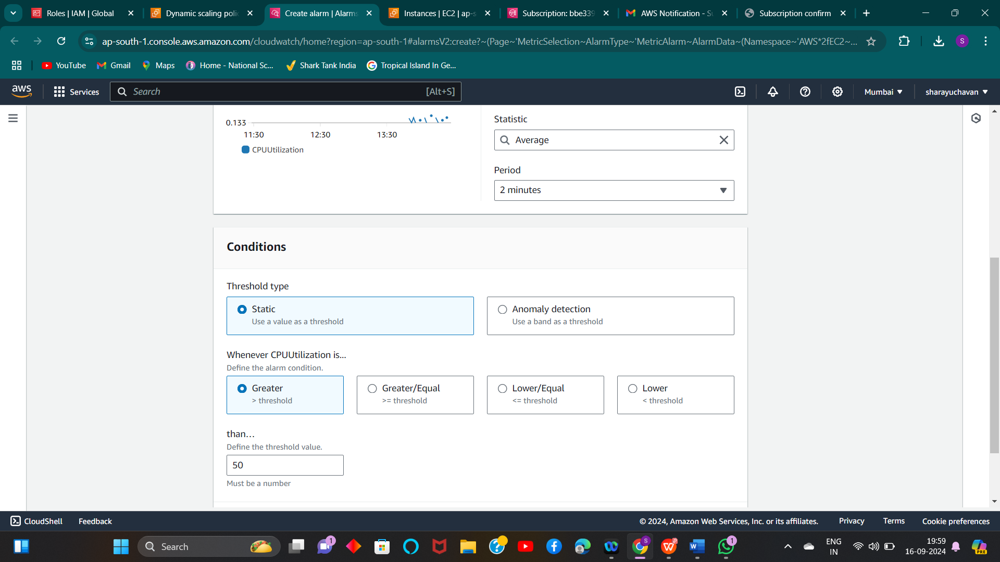 Roles | IAM | Global
Dynamic scaling poli
Create alarm | Alarms
Instances | EC2 | ap-s
Subscription: bbe339
AWS Notification - Su
Subscription confirm
ap-south-1.console.aws.amazon.com/cloudwatch/home?region=ap-south-1#alarmsV2:create?~(Page~'MetricSelection~AlarmType~'MetricAlarm~AlarmData~(Namespace~'AWS*2fEC2~...
S
YouTube
Gmail
Maps
Home - National Sc...
Shark Tank India
Tropical Island In Ge...
aws
Services
Search
[Alt+S]
Mumbai
sharayuchavan
0.133
11:30
12:30
13:30
CPUUtilization
Statistic
Average
Period
2 minutes
Conditions
Threshold type
Static
Use a value as a threshold
Anomaly detection
Use a band as a threshold
Whenever CPUUtilization is...
Define the alarm condition.
Greater
> threshold
Greater/Equal
>= threshold
Lower/Equal
<= threshold
Lower
< threshold
than...
Define the threshold value.
50
Must be a number
CloudShell
Feedback
© 2024, Amazon Web Services, Inc. or its affiliates.
Privacy
Terms
Cookie preferences
Search
1
S
1
ENG
IN
19:59
16-09-2024
PRE